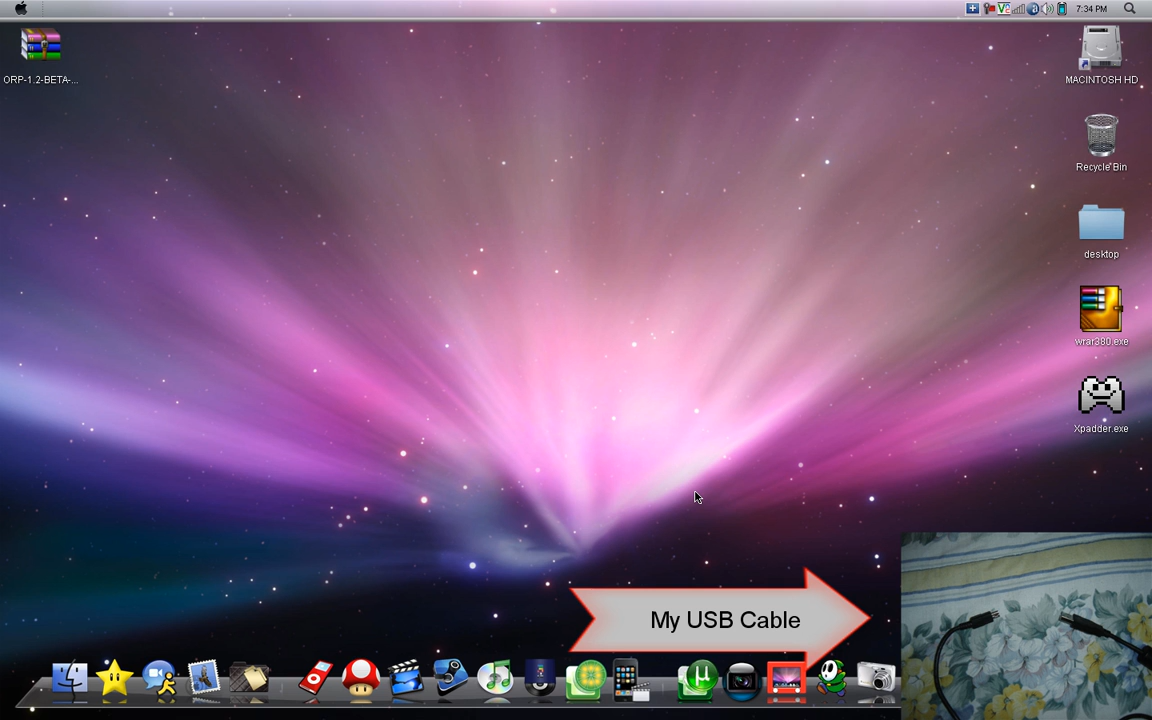 7:34 PM
ORP-1.2-BETA-...
MACINTOSH HD
Recycle Bin
desktop
wrar380.exe
Xpadder.exe
My USB Cable